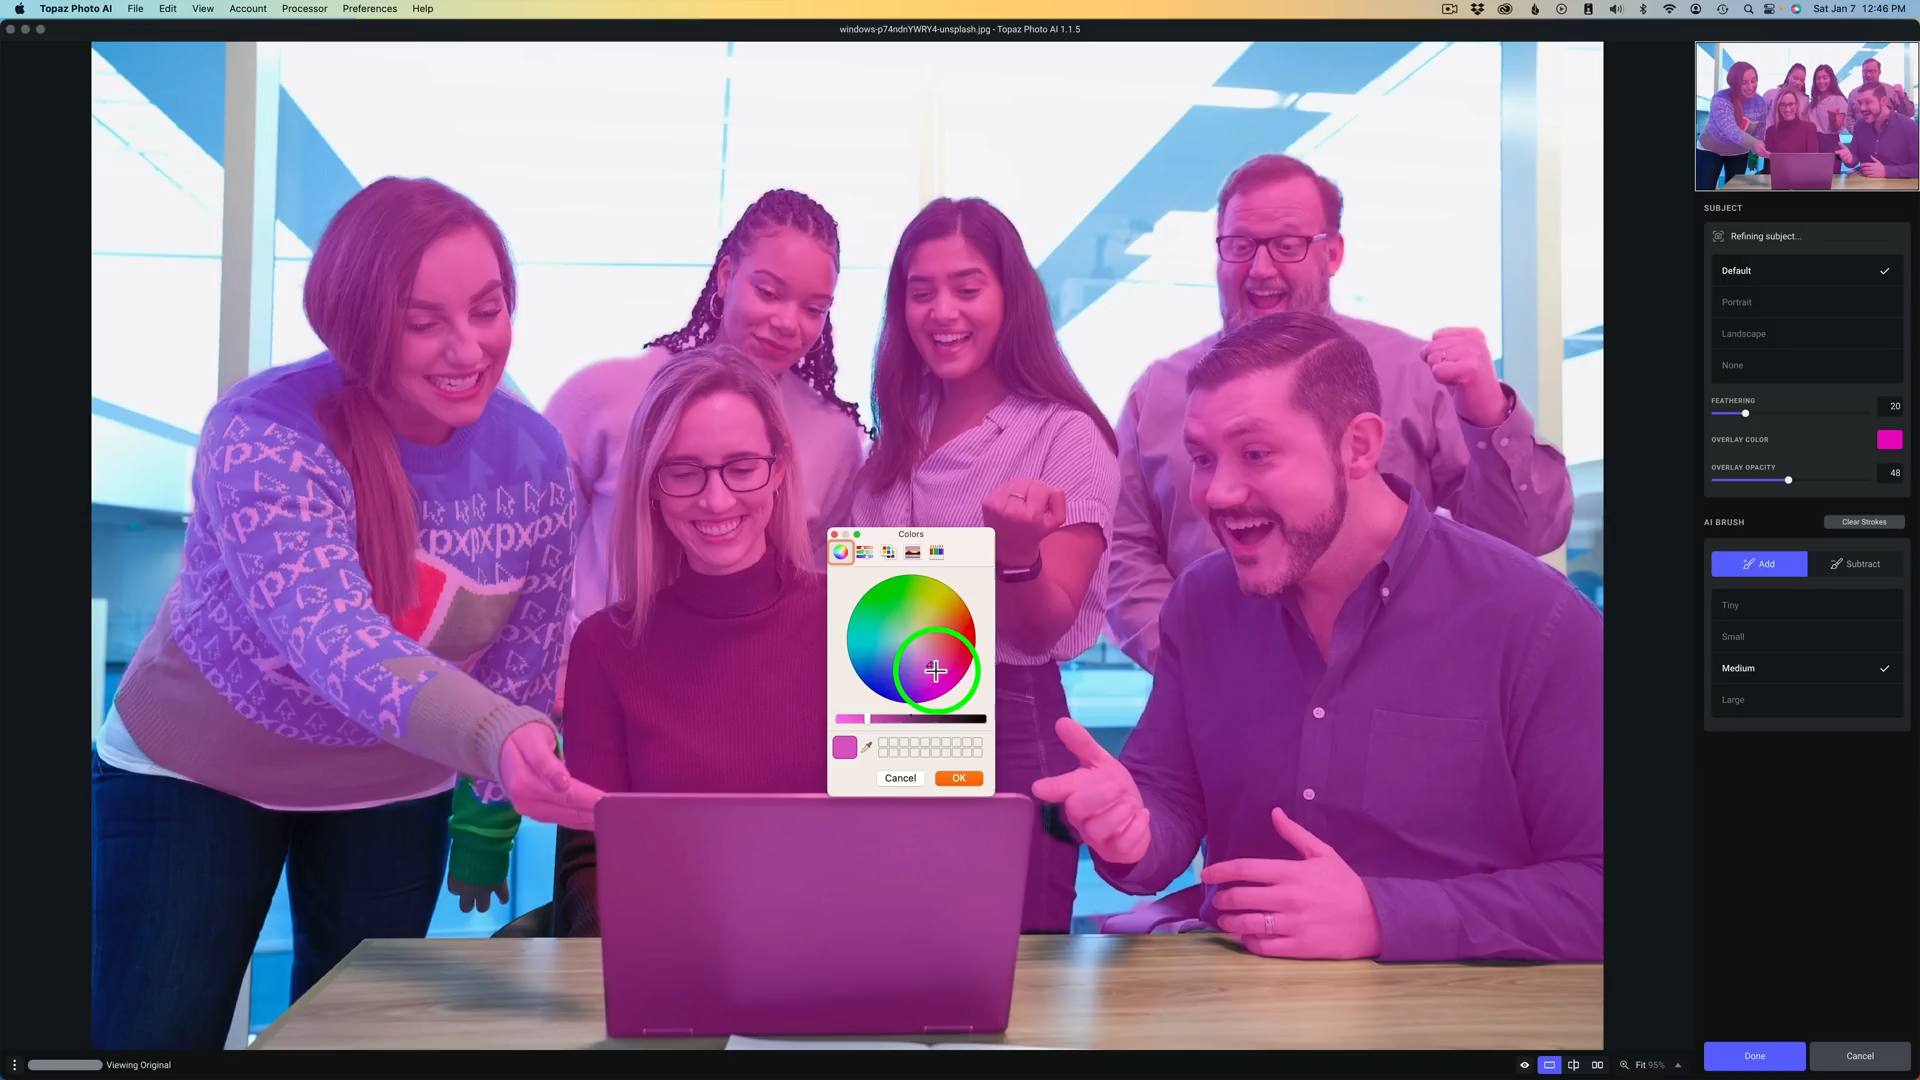 Topaz Photo AI File Edit View Account Processor Preferences Help Sat Jan 7 12:46 PM
windows-p74ndnYWRY4-unsplash.jpg - Topaz Photo AI 1.1.5
SUBJECT
Refining subject...
Default
Portrait
Landscape
None
FEATHERING 20
OVERLAY COLOR
OVERLAY OPACITY 48
AI BRUSH Clear Strokes
Add Subtract
Tiny
Small
Medium
Large
Colors
Cancel OK
Viewing Original Fit 95%
Done Cancel